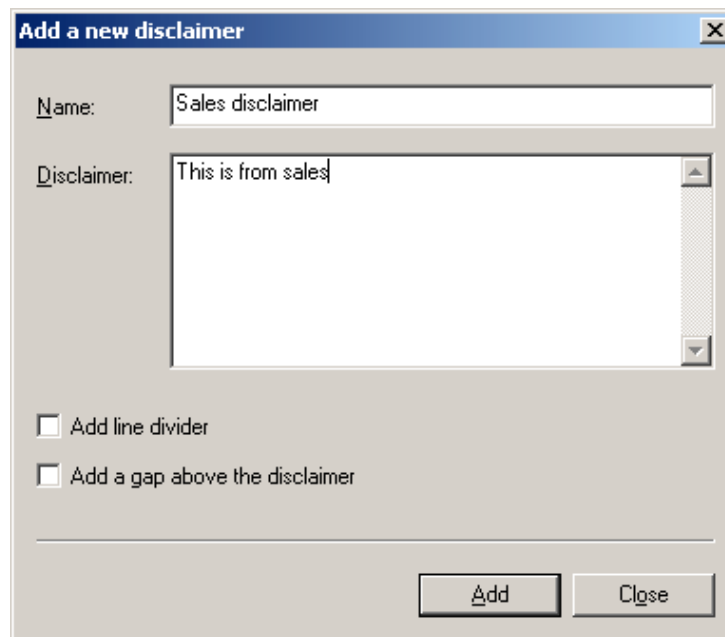 Add a new disclaimer
Name: Sales disclaimer
Disclaimer: This is from sales
Add line divider
Add a gap above the disclaimer
Add Close